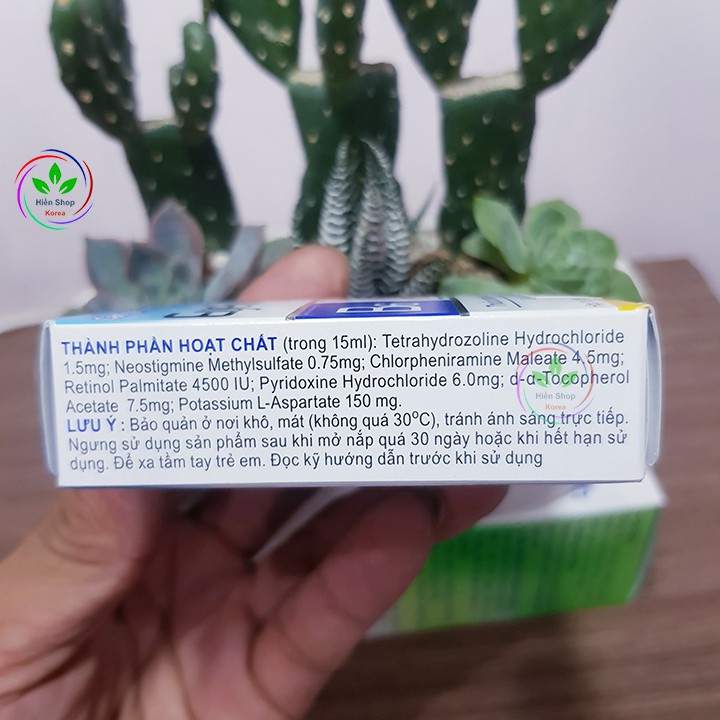 Hiền Shop
Korea
THÀNH PHẦN HOẠT CHẤT (trong 15ml): Tetrahydrozoline Hydrochloride
1.5mg; Neostigmine Methylsulfate 0.75mg; Chlorpheniramine Maleate 4.5mg;
Retinol Palmitate 4500 IU; Pyridoxine Hydrochloride 6.0mg; d-α-Tocopherol
Acetate 7.5mg; Potassium L-Aspartate 150 mg.
LƯU Ý : Bảo quản ở nơi khô, mát (không quá 30°C), tránh ánh sáng trực tiếp.
Ngưng sử dụng sản phẩm sau khi mở nắp quá 30 ngày hoặc khi hết hạn sử
dụng. Để xa tầm tay trẻ em. Đọc kỹ hướng dẫn trước khi sử dụng
Hiền Shop
Korea